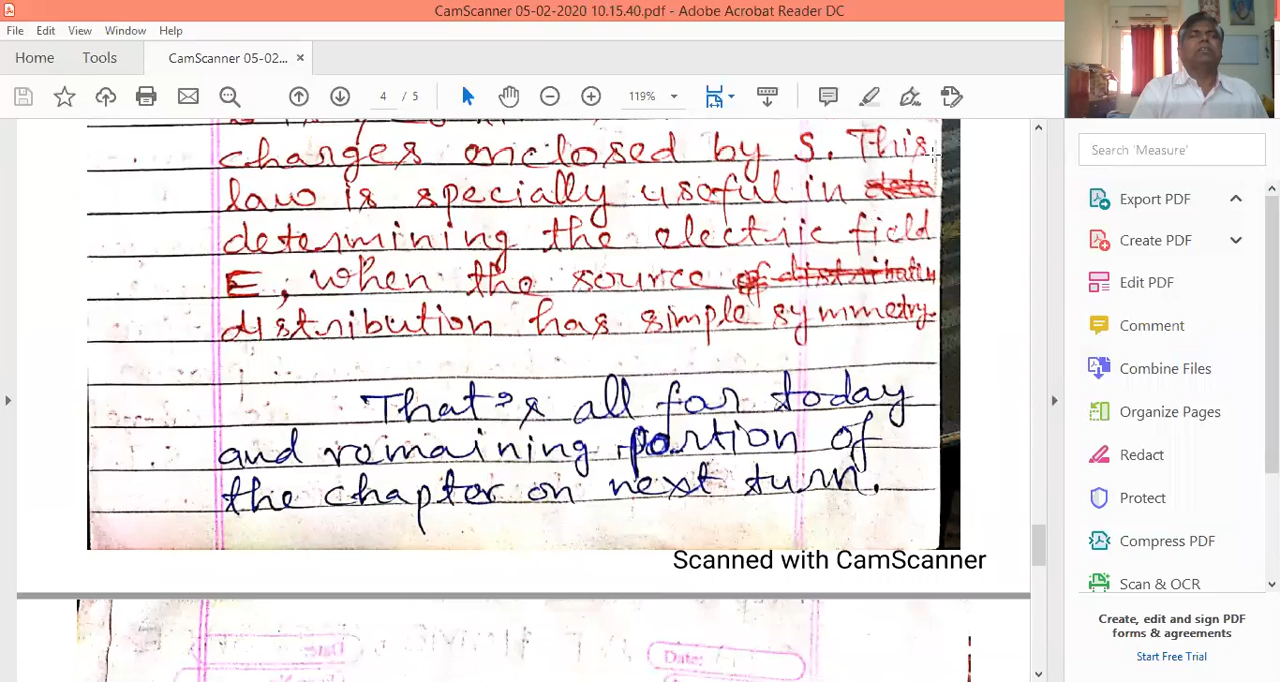 CamScanner 05-02-2020 10.15.40.pdf - Adobe Acrobat Reader DC
File Edit View Window Help
Home Tools CamScanner 05-02... ×
4 / 5 119%
charges enclosed by S. This
law is specially useful in
determining the electric field
E, when the source
distribution has simple symmetry.
That's all for today
and remaining portion of
the chapter on next turn.
Scanned with CamScanner
Date:
Search 'Measure'
Export PDF
Create PDF
Edit PDF
Comment
Combine Files
Organize Pages
Redact
Protect
Compress PDF
Scan & OCR
Create, edit and sign PDF
forms & agreements
Start Free Trial